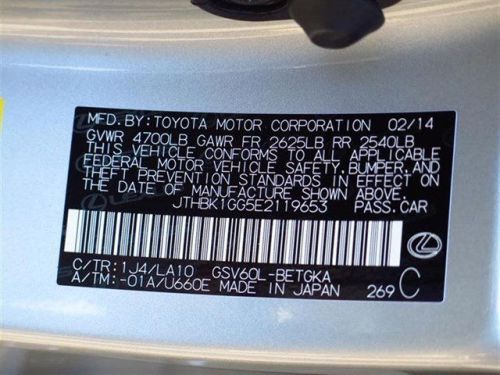 MFD.BY:TOYOTA MOTOR CORPORATION 02/14
GVWR 4700LB GAWR FR 2625LB RR 2540LB
THIS VEHICLE CONFORMS TO ALL APPLICABLE
FEDERAL MOTOR VEHICLE SAFETY,BUMPER,AND
THEFT PREVENTION STANDARDS IN EFFECT ON
THE DATE OF MANUFACTURE SHOWN ABOVE.
JTHBK1GG5E2119653 PASS.CAR
C/TR:1J4/LA10 GSV60L-BETGKA
A/TM:-01A/U660E MADE IN JAPAN 269 C